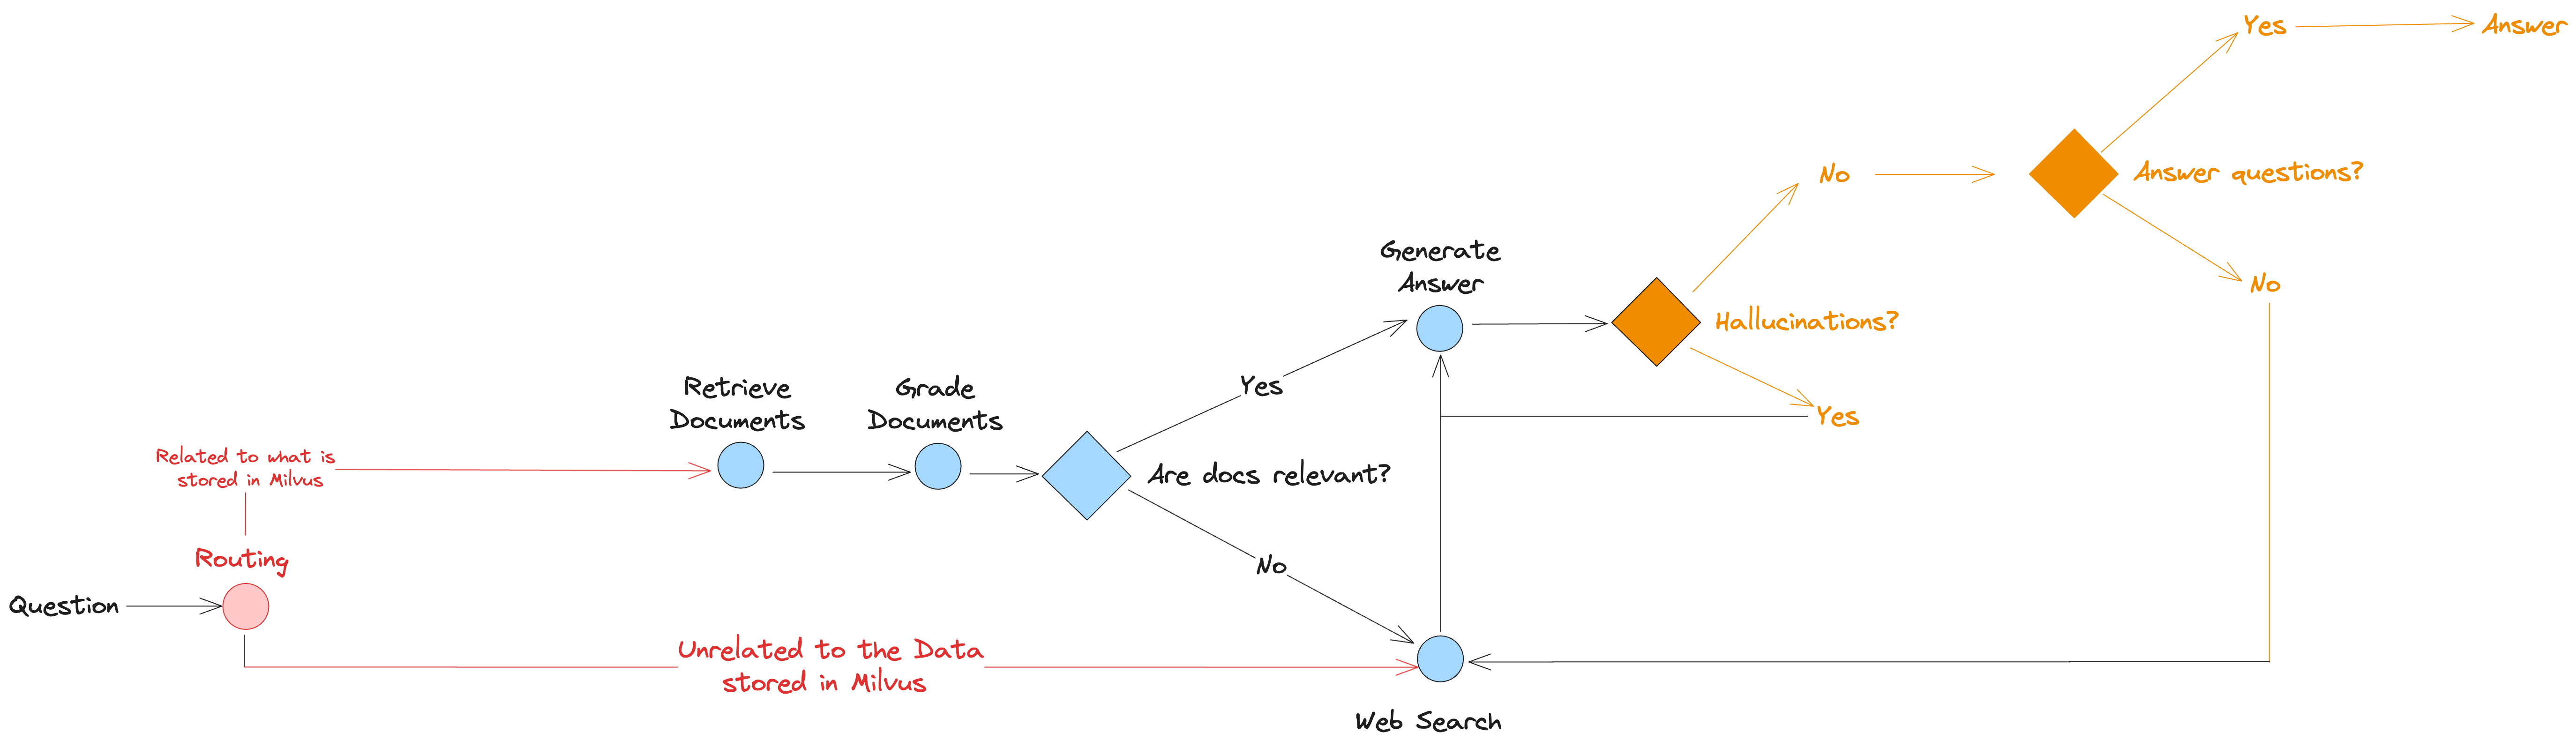 Question
Routing
Related to what is
stored in Milvus
Unrelated to the Data
stored in Milvus
Retrieve
Documents
Grade
Documents
Are docs relevant?
Yes
No
Web Search
Generate
Answer
Hallucinations?
No
Yes
Answer questions?
Yes
No
Answer